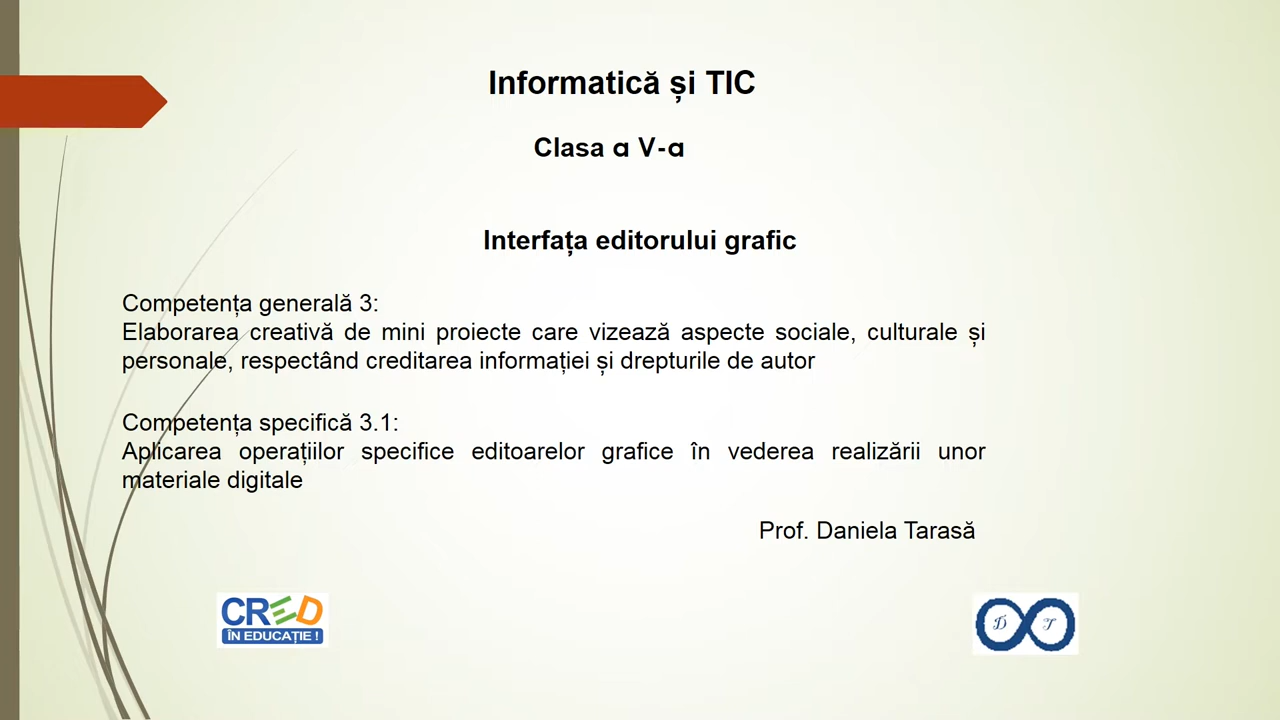 Informatică și TIC
Clasa a V-a
Interfața editorului grafic
Competența generală 3:
Elaborarea creativă de mini proiecte care vizează aspecte sociale, culturale și
personale, respectând creditarea informației și drepturile de autor
Competența specifică 3.1:
Aplicarea operațiilor specifice editoarelor grafice în vederea realizării unor
materiale digitale
Prof. Daniela Tarasă
CRED
ÎN EDUCAȚIE !
D T